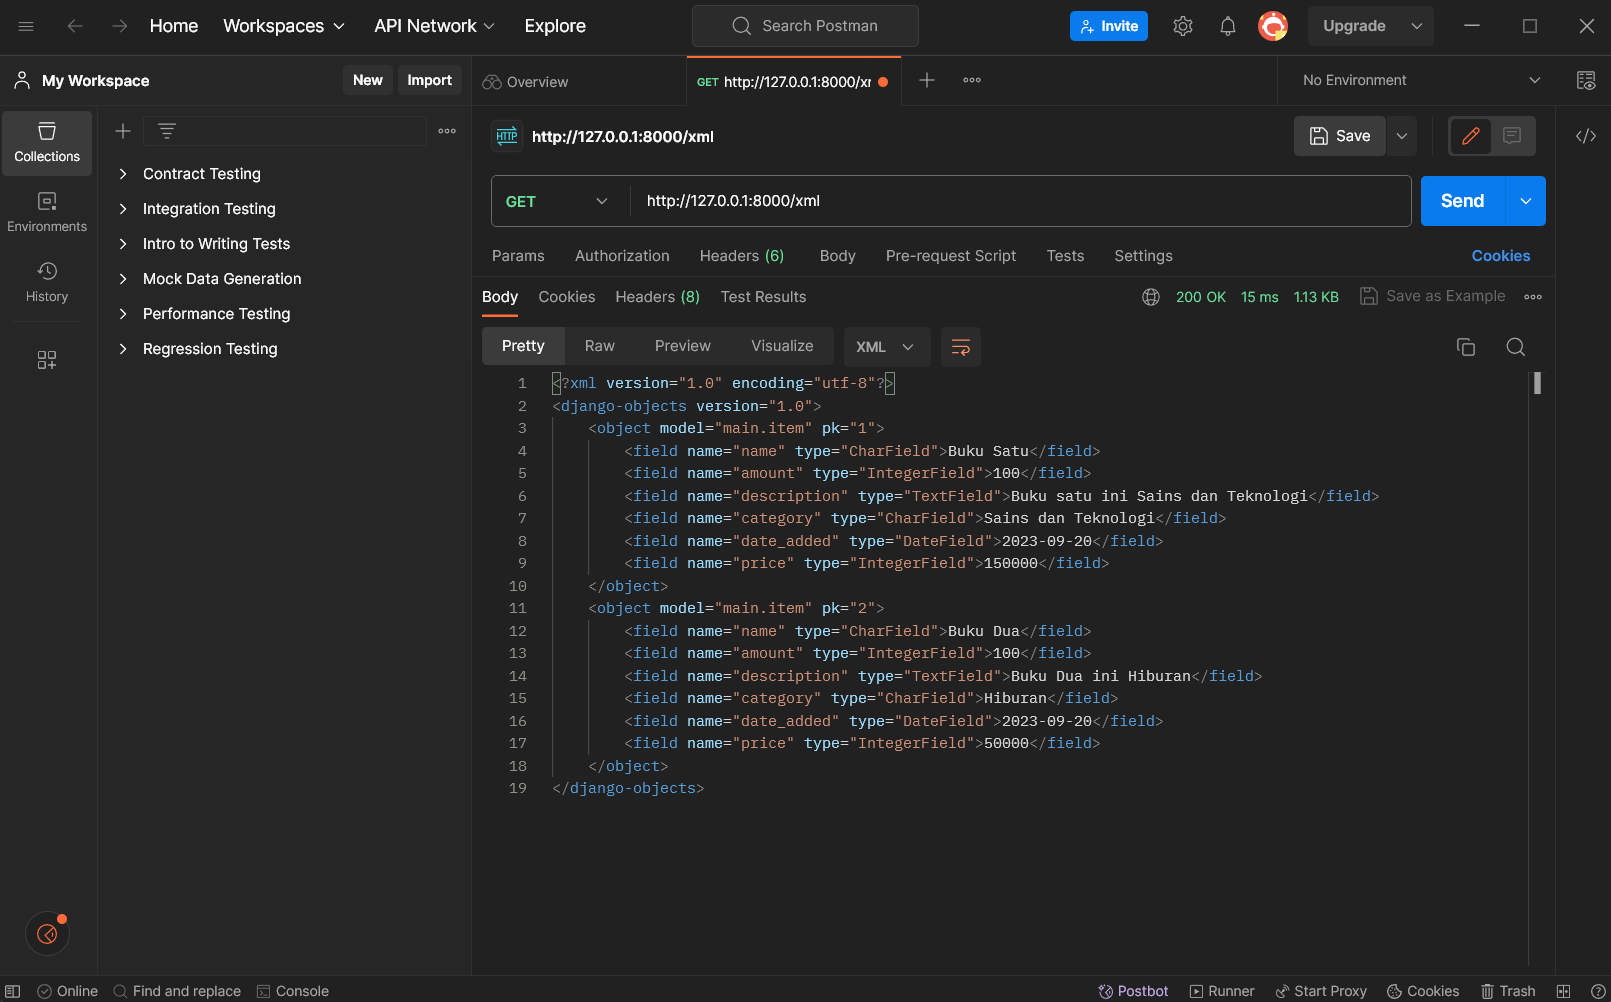 Home Workspaces API Network Explore Search Postman Invite Upgrade
My Workspace New Import Overview GET http://127.0.0.1:8000/xr No Environment
Collections
Environments
History
Contract Testing
Integration Testing
Intro to Writing Tests
Mock Data Generation
Performance Testing
Regression Testing
HTTP http://127.0.0.1:8000/xml Save
GET http://127.0.0.1:8000/xml Send
Params Authorization Headers (6) Body Pre-request Script Tests Settings Cookies
Body Cookies Headers (8) Test Results 200 OK 15 ms 1.13 KB Save as Example
Pretty Raw Preview Visualize XML
1 <?xml version="1.0" encoding="utf-8"?>
2 <django-objects version="1.0">
3 <object model="main.item" pk="1">
4 <field name="name" type="CharField">Buku Satu</field>
5 <field name="amount" type="IntegerField">100</field>
6 <field name="description" type="TextField">Buku satu ini Sains dan Teknologi</field>
7 <field name="category" type="CharField">Sains dan Teknologi</field>
8 <field name="date_added" type="DateField">2023-09-20</field>
9 <field name="price" type="IntegerField">150000</field>
10 </object>
11 <object model="main.item" pk="2">
12 <field name="name" type="CharField">Buku Dua</field>
13 <field name="amount" type="IntegerField">100</field>
14 <field name="description" type="TextField">Buku Dua ini Hiburan</field>
15 <field name="category" type="CharField">Hiburan</field>
16 <field name="date_added" type="DateField">2023-09-20</field>
17 <field name="price" type="IntegerField">50000</field>
18 </object>
19 </django-objects>
Online Find and replace Console Postbot Runner Start Proxy Cookies Trash